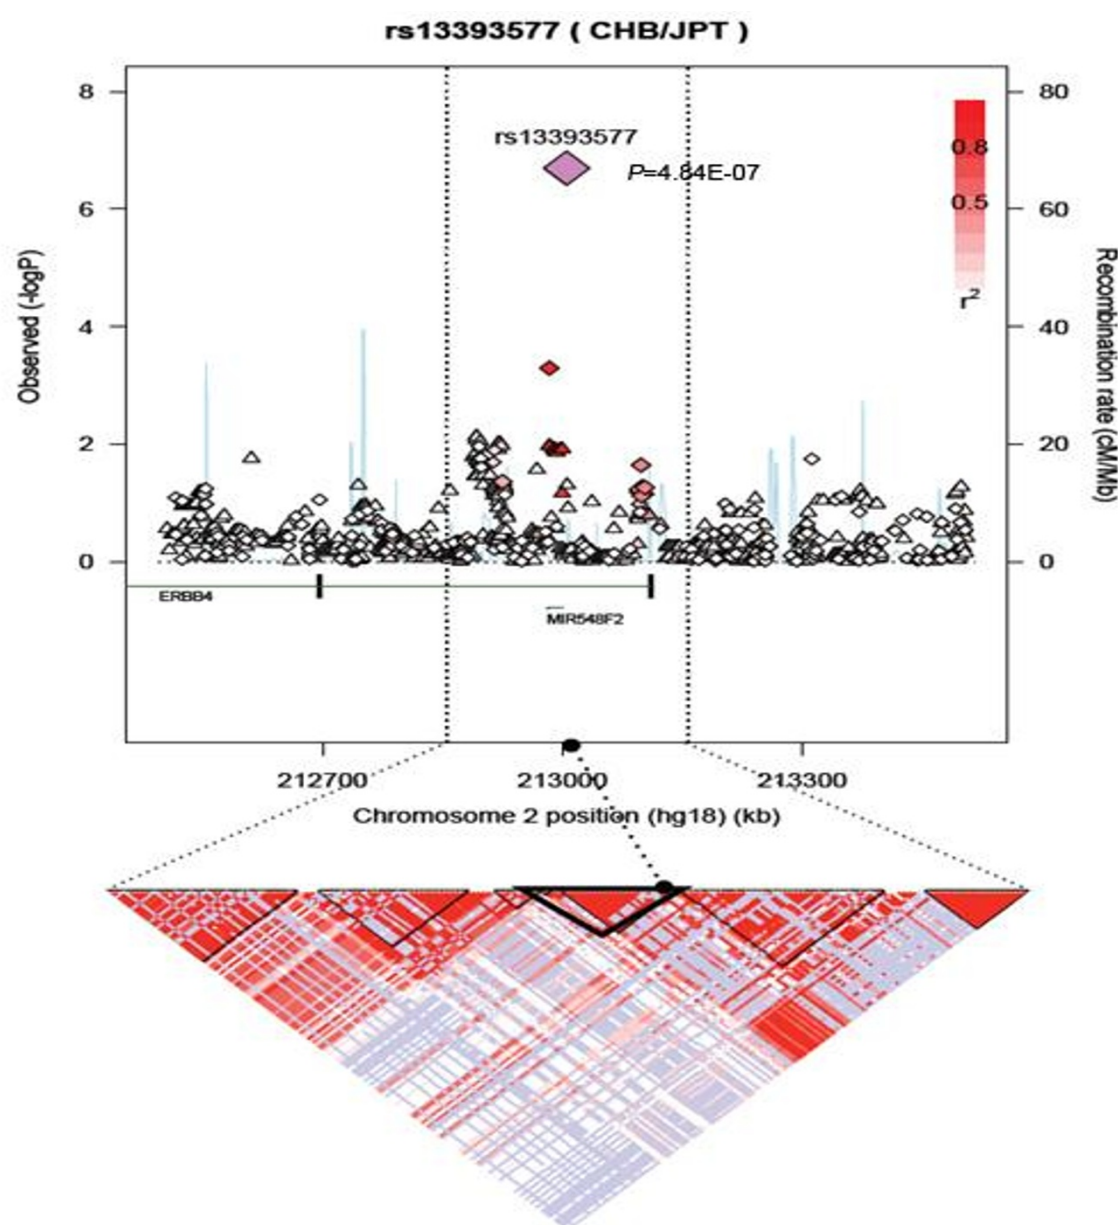 rs13393577 ( CHB/JPT )
8
6
4
2
0
Observed (-logP)
80
60
40
20
0
Recombination rate (cM/Mb)
rs13393577
P=4.84E-07
0.8
0.5
r²
ERBB4
MIR548F2
212700 213000 213300
Chromosome 2 position (hg18) (kb)